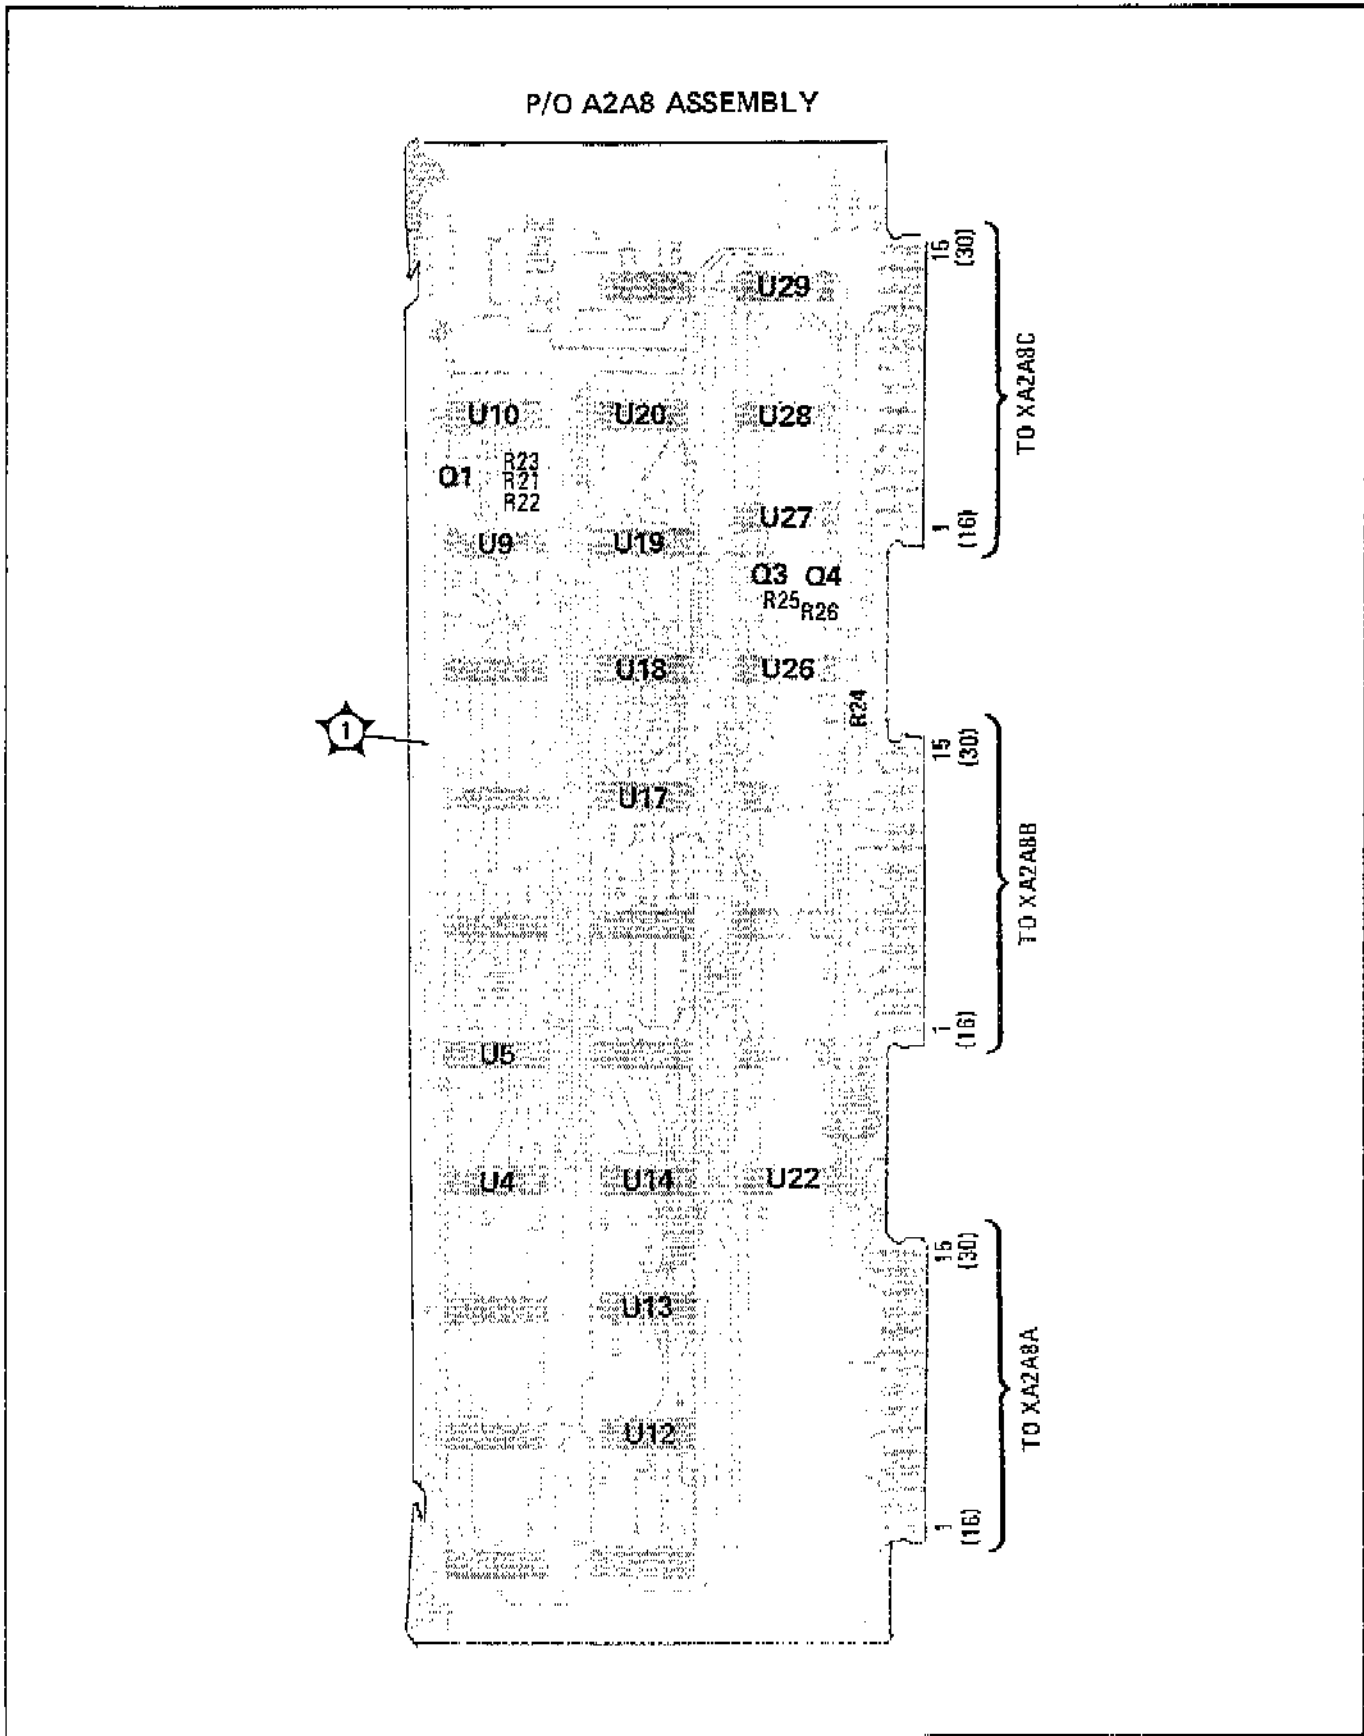 P/O A2A8 ASSEMBLY
15
(30)
U29
TO XA2A8C
U10
U20
U28
R23
Q1
R21
R22
U27
1
(16)
U9
U19
Q3
Q4
R25
R26
U18
U26
R24
1
15
(30)
U17
TO XA2A8B
1
(16)
U5
U4
U14
U22
15
(30)
U13
TO XA2A8A
U12
1
(16)